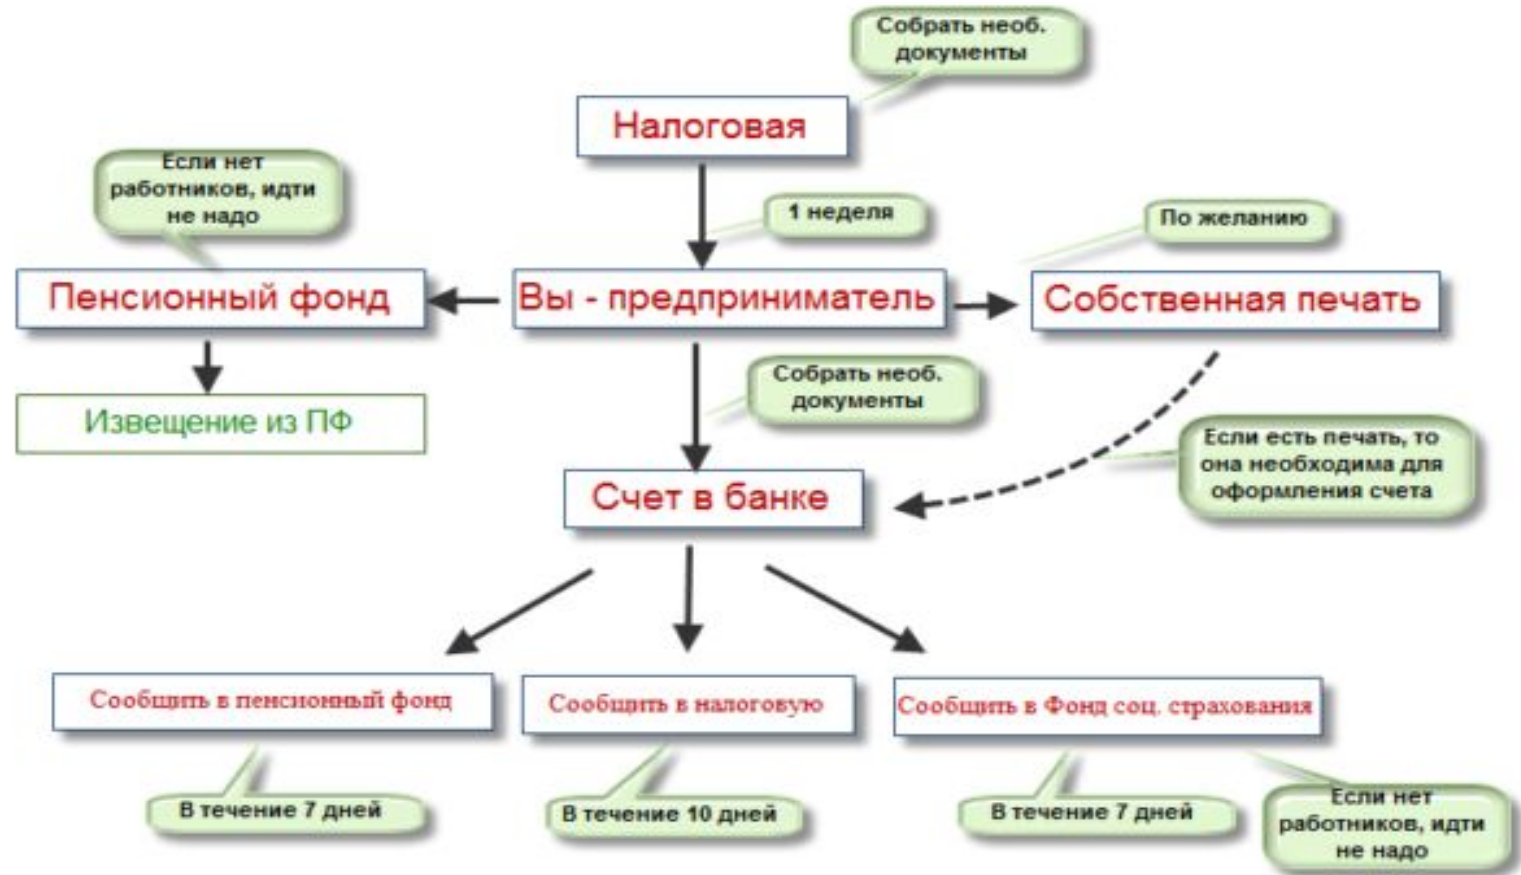 Собрать необ.
документы
Налоговая
Если нет
работников, идти
не надо
1 неделя
По желанию
Пенсионный фонд
Вы - предприниматель
Собственная печать
Собрать необ.
документы
Извещение из ПФ
Если есть печать, то
она необходима для
оформления счета
Счет в банке
Сообщить в пенсионный фонд
Сообщить в налоговую
Сообщить в Фонд соц. страхования
В течение 7 дней
В течение 10 дней
В течение 7 дней
Если нет
работников, идти
не надо